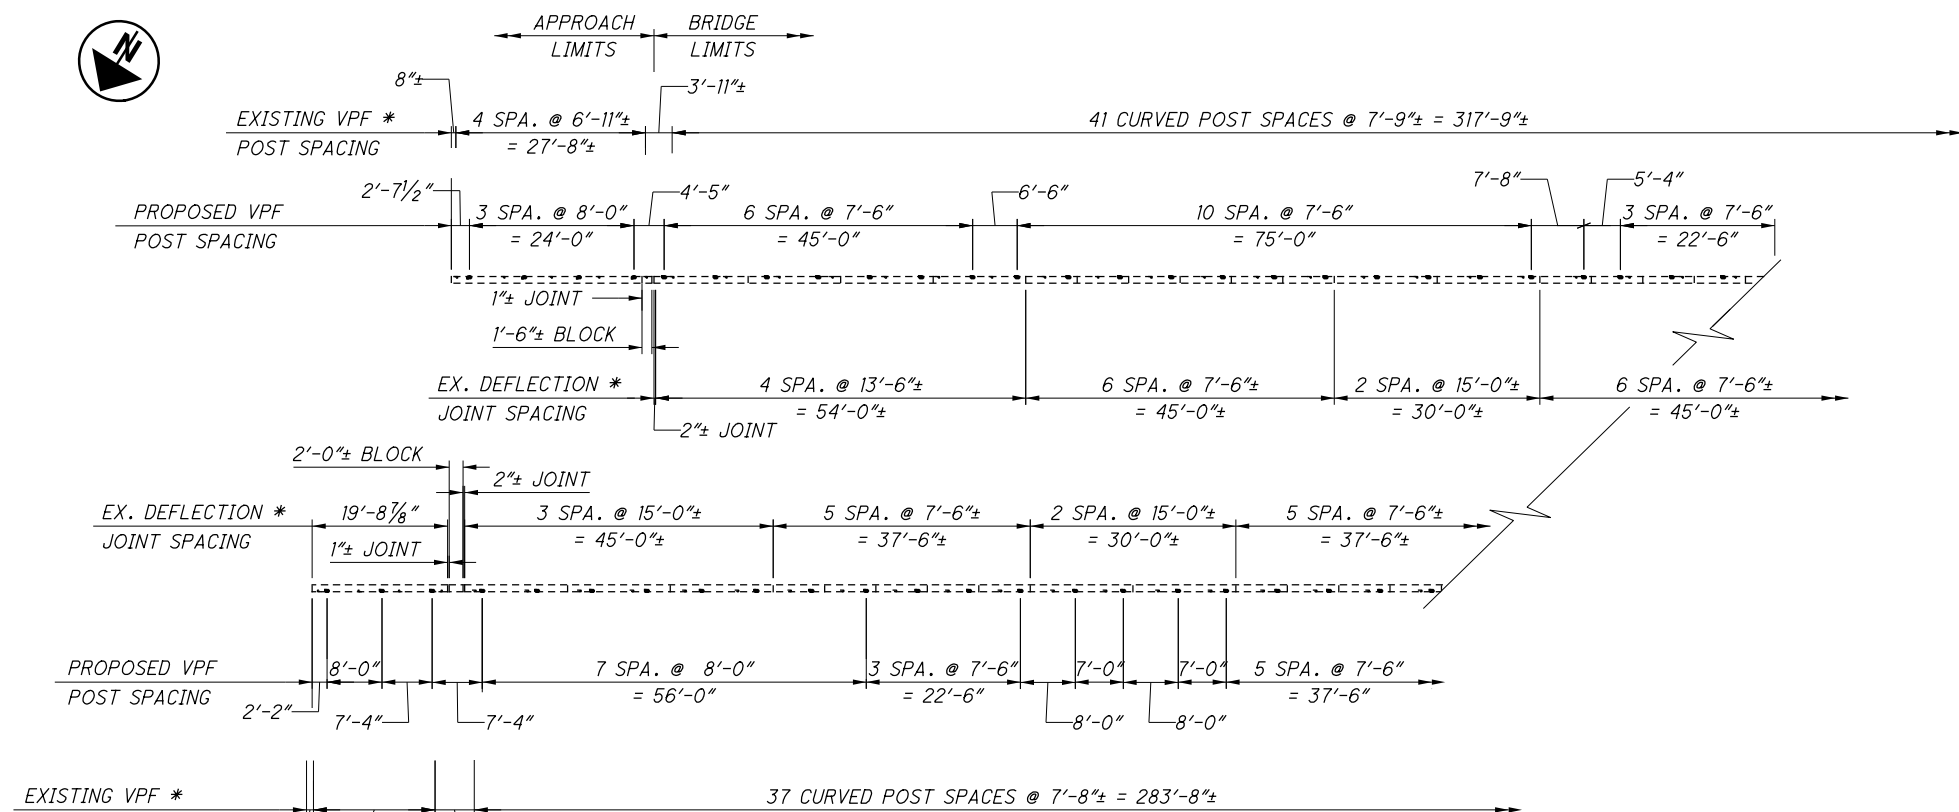 N
APPROACH LIMITS
BRIDGE LIMITS
8"±
3'-11"±
EXISTING VPF *
POST SPACING
4 SPA. @ 6'-11"±
= 27'-8"±
41 CURVED POST SPACES @ 7'-9"± = 317'-9"±
2'-7½"
4'-5"
6'-6"
7'-8"
5'-4"
PROPOSED VPF
POST SPACING
3 SPA. @ 8'-0"
= 24'-0"
6 SPA. @ 7'-6"
= 45'-0"
10 SPA. @ 7'-6"
= 75'-0"
3 SPA. @ 7'-6"
= 22'-6"
1"± JOINT
1'-6"± BLOCK
EX. DEFLECTION *
JOINT SPACING
4 SPA. @ 13'-6"±
= 54'-0"±
6 SPA. @ 7'-6"±
= 45'-0"±
2 SPA. @ 15'-0"±
= 30'-0"±
6 SPA. @ 7'-6"±
= 45'-0"±
2"± JOINT
2'-0"± BLOCK
2"± JOINT
EX. DEFLECTION *
JOINT SPACING
19'-8⅞"
3 SPA. @ 15'-0"±
= 45'-0"±
5 SPA. @ 7'-6"±
= 37'-6"±
2 SPA. @ 15'-0"±
= 30'-0"±
5 SPA. @ 7'-6"±
= 37'-6"±
1"± JOINT
PROPOSED VPF
POST SPACING
8'-0"
7 SPA. @ 8'-0"
= 56'-0"
3 SPA. @ 7'-6"
= 22'-6"
7'-0"
7'-0"
5 SPA. @ 7'-6"
= 37'-6"
2'-2"
7'-4"
7'-4"
8'-0"
8'-0"
EXISTING VPF *
37 CURVED POST SPACES @ 7'-8"± = 283'-8"±